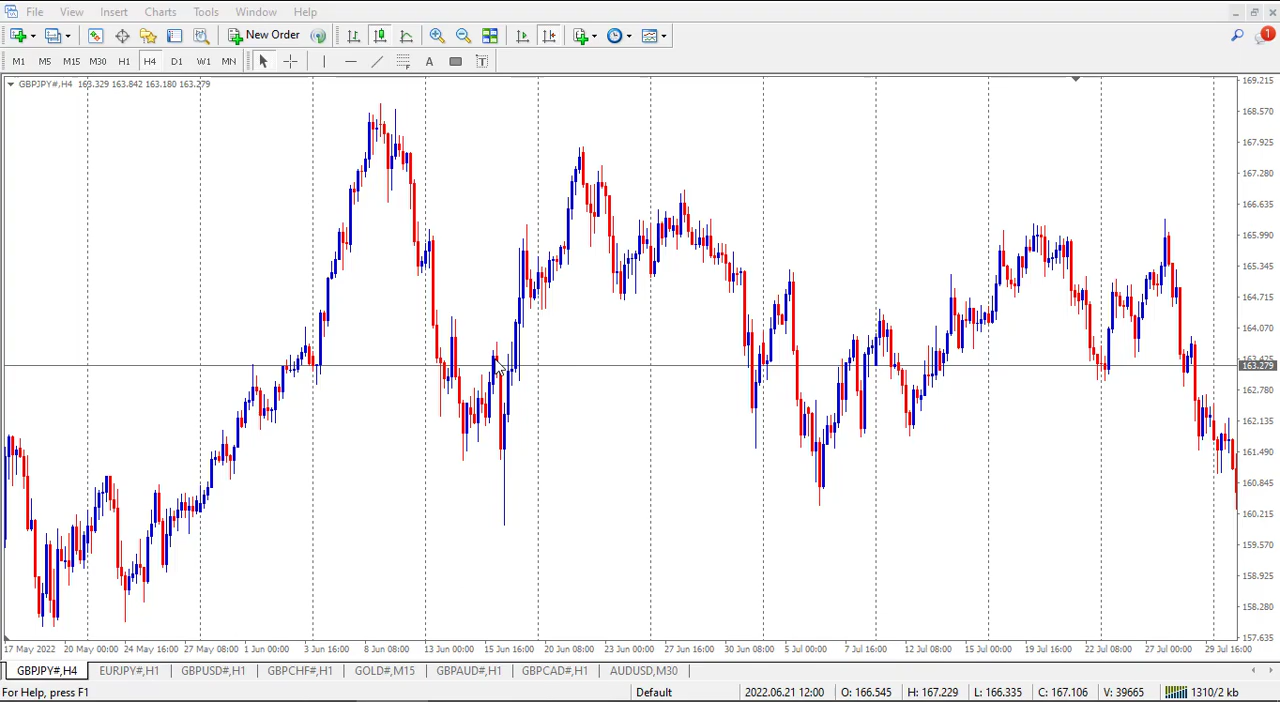 File View Insert Charts Tools Window Help
New Order 1
M1 M5 M15 M30 H1 H4 D1 W1 MN A T
GBPJPY#,H4 163.329 163.842 163.180 163.279
169.215
168.570
167.925
167.280
166.635
165.990
165.345
164.715
164.070
163.425
163.279
162.780
162.135
161.490
160.845
160.215
159.570
158.925
158.280
157.635
17 May 2022 20 May 00:00 24 May 16:00 27 May 08:00 1 Jun 00:00 3 Jun 16:00 8 Jun 08:00 13 Jun 00:00 15 Jun 16:00 20 Jun 08:00 23 Jun 00:00 27 Jun 16:00 30 Jun 08:00 5 Jul 00:00 7 Jul 16:00 12 Jul 08:00 15 Jul 00:00 19 Jul 16:00 22 Jul 08:00 27 Jul 00:00 29 Jul 16:00
GBPJPY#,H4 EURJPY#,H1 GBPUSD#,H1 GBPCHF#,H1 GOLD#,M15 GBPAUD#,H1 GBPCAD#,H1 AUDUSD,M30
For Help, press F1 Default 2022.06.21 12:00 O: 166.545 H: 167.229 L: 166.335 C: 167.106 V: 39665 1310/2 kb